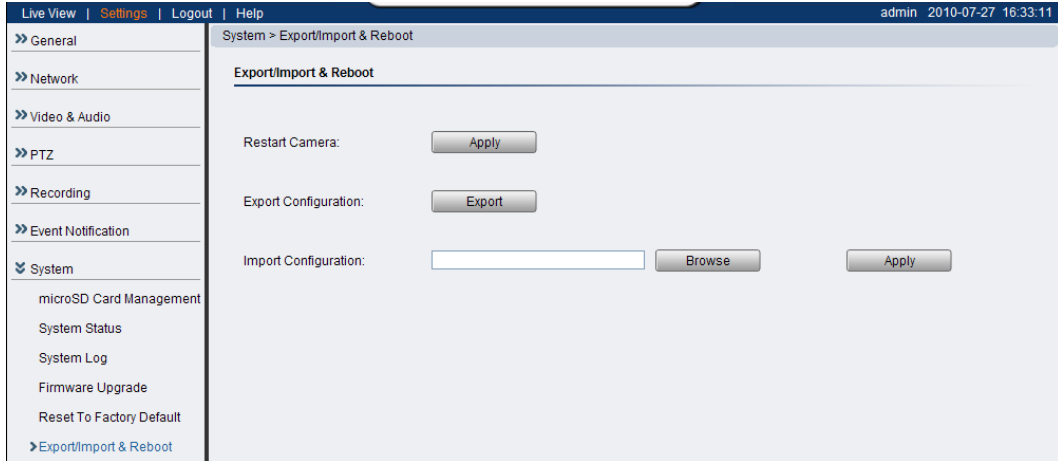 Live View | Settings | Logout | Help admin 2010-07-27 16:33:11
General
Network
Video & Audio
PTZ
Recording
Event Notification
System
microSD Card Management
System Status
System Log
Firmware Upgrade
Reset To Factory Default
Export/Import & Reboot
System > Export/Import & Reboot
Export/Import & Reboot
Restart Camera: Apply
Export Configuration: Export
Import Configuration: Browse Apply